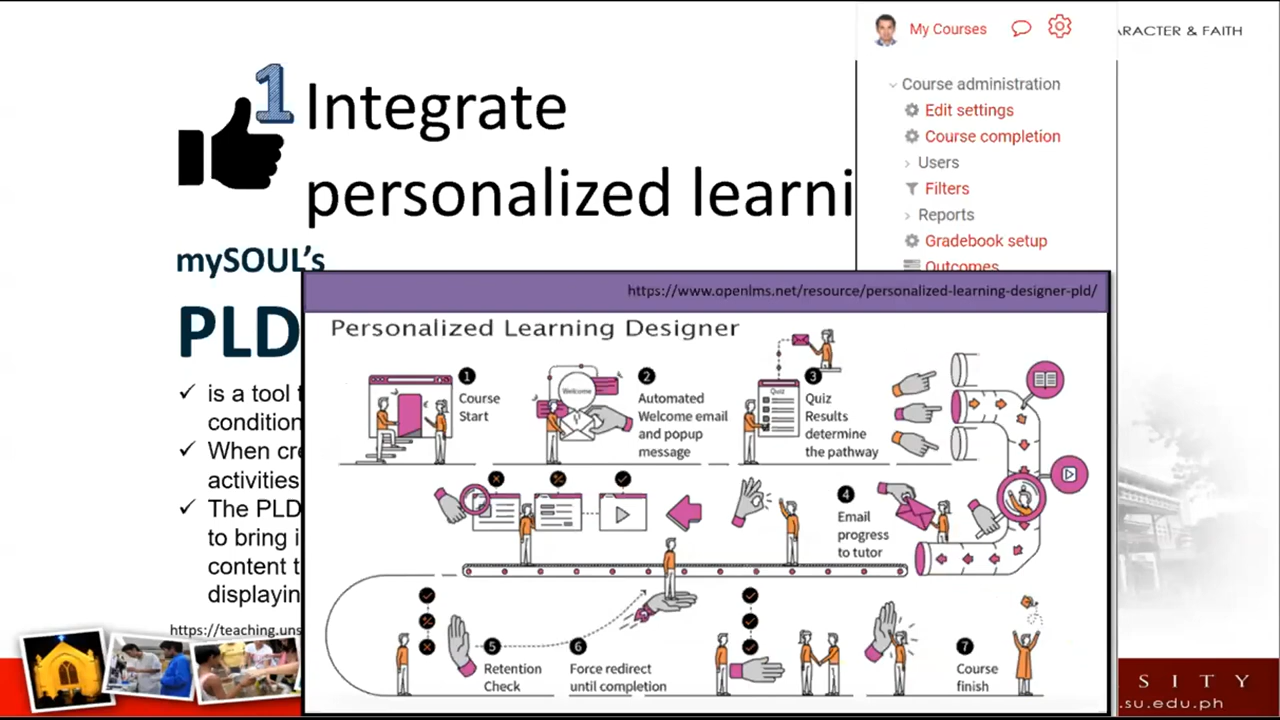 My Courses
ARACTER & FAITH
Course administration
Edit settings
Course completion
Users
Filters
Reports
Gradebook setup
Outcomes
1
Integrate
personalized learni
mySOUL's
PLD
is a tool
condition
When cre
activities
The PLD
to bring i
content t
displayin
https://teaching.uns
https://www.openlms.net/resource/personalized-learning-designer-pld/
Personalized Learning Designer
1
Course
Start
Welcome
2
Automated
Welcome email
and popup
message
Quiz
3
Quiz
Results
determine
the pathway
4
Email
progress
to tutor
5
Retention
Check
6
Force redirect
until completion
7
Course
finish
S I T Y
.su.edu.ph